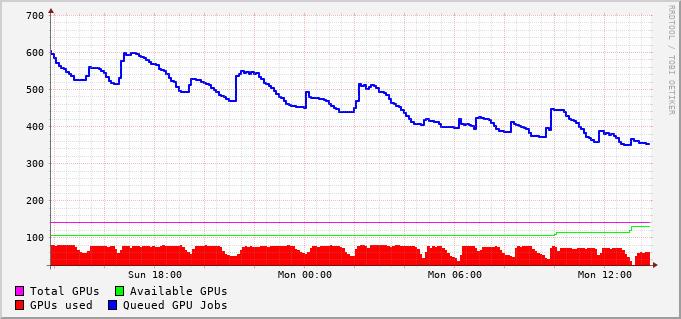 700
600
500
400
300
200
100
Sun 18:00 Mon 00:00 Mon 06:00 Mon 12:00
Total GPUs Available GPUs
GPUs used Queued GPU Jobs
RRDTOOL / TOBI OETIKER